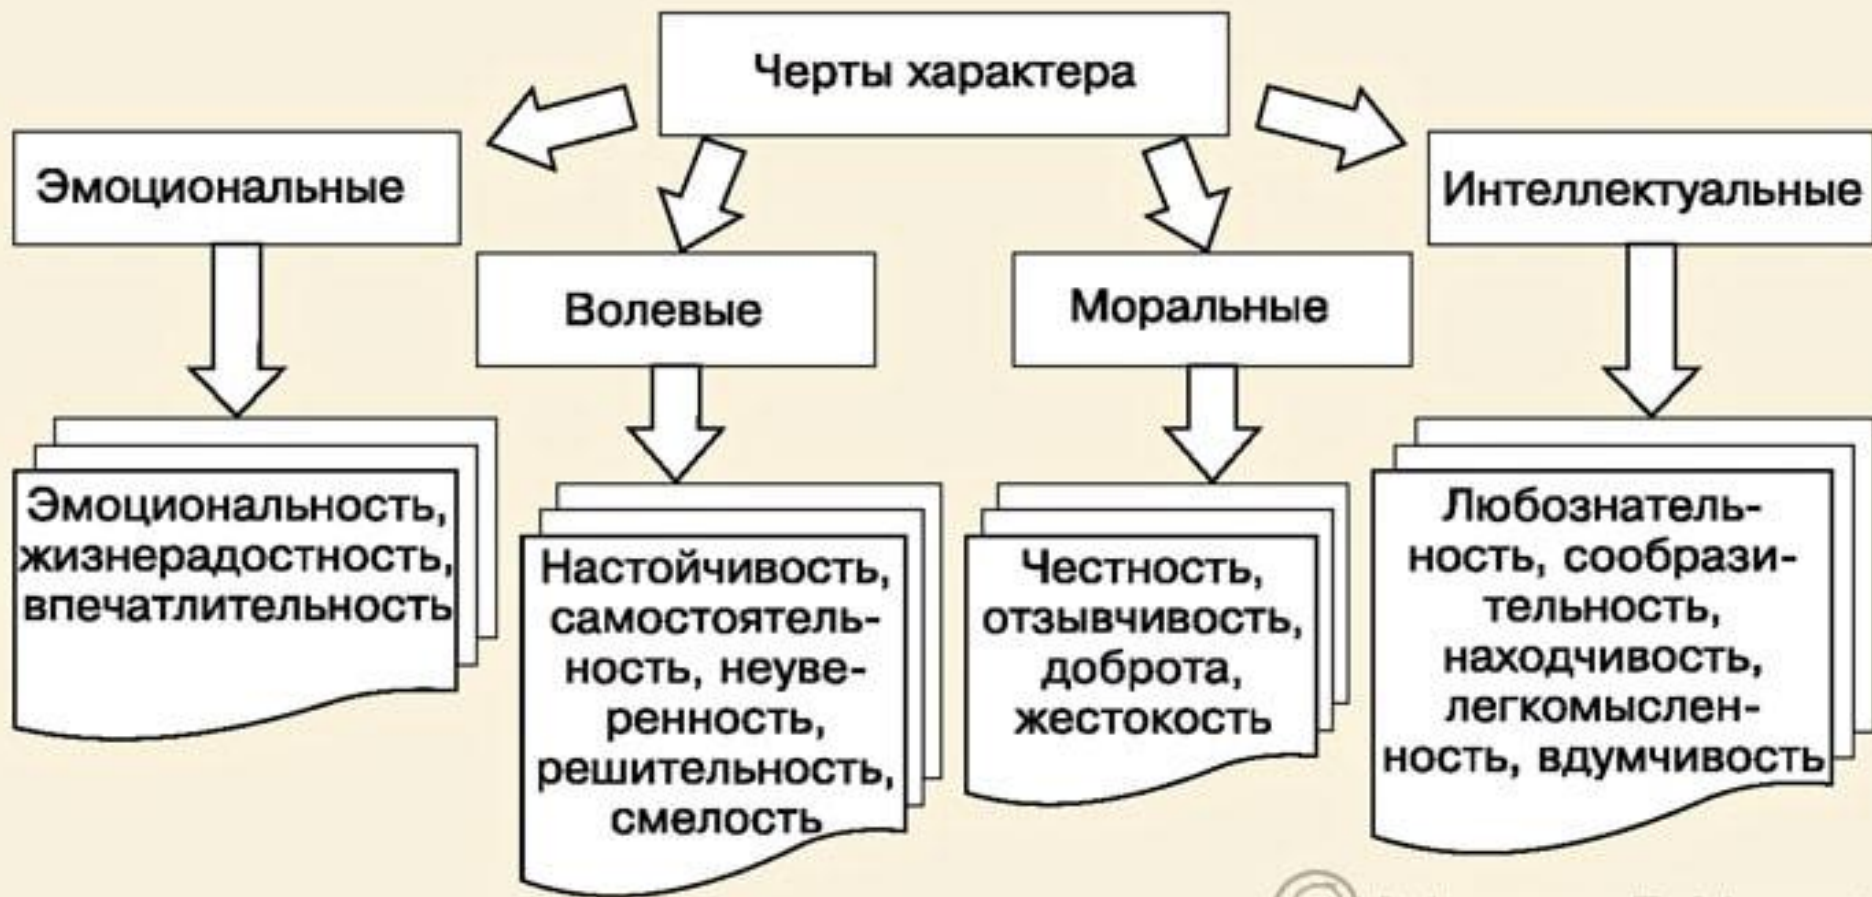 Черты характера
Эмоциональные
Интеллектуальные
Волевые
Моральные
Эмоциональность,
жизнерадостность,
впечатлительность
Настойчивость,
самостоятель-
ность, неуве-
ренность,
решительность,
смелость
Честность,
отзывчивость,
доброта,
жестокость
Любознатель-
ность, сообрази-
тельность,
находчивость,
легкомыслен-
ность, вдумчивость